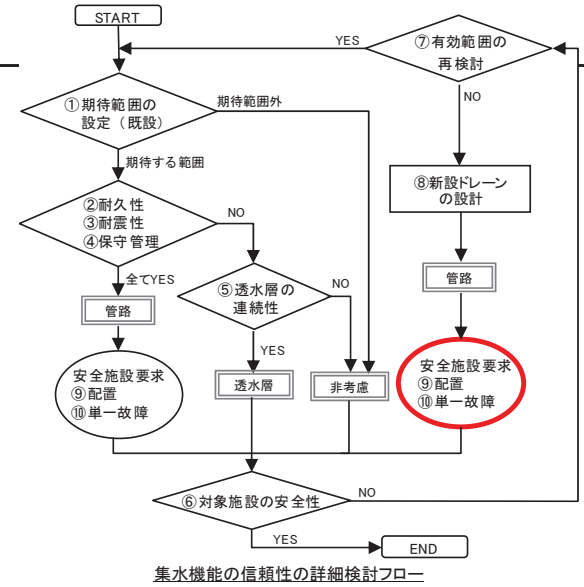 START
YES
⑦有効範囲の
再検討
①期待範囲の
設定（既設）
期待範囲外
NO
期待する範囲
⑧新設ドレーン
の設計
②耐久性
③耐震性
④保守管理
NO
全てYES
⑤透水層の
連続性
NO
管路
管路
YES
安全施設要求
⑨配置
⑩単一故障
透水層
非考慮
安全施設要求
⑨配置
⑩単一故障
⑥対象施設の安全性
NO
YES
END
集水機能の信頼性の詳細検討フロー